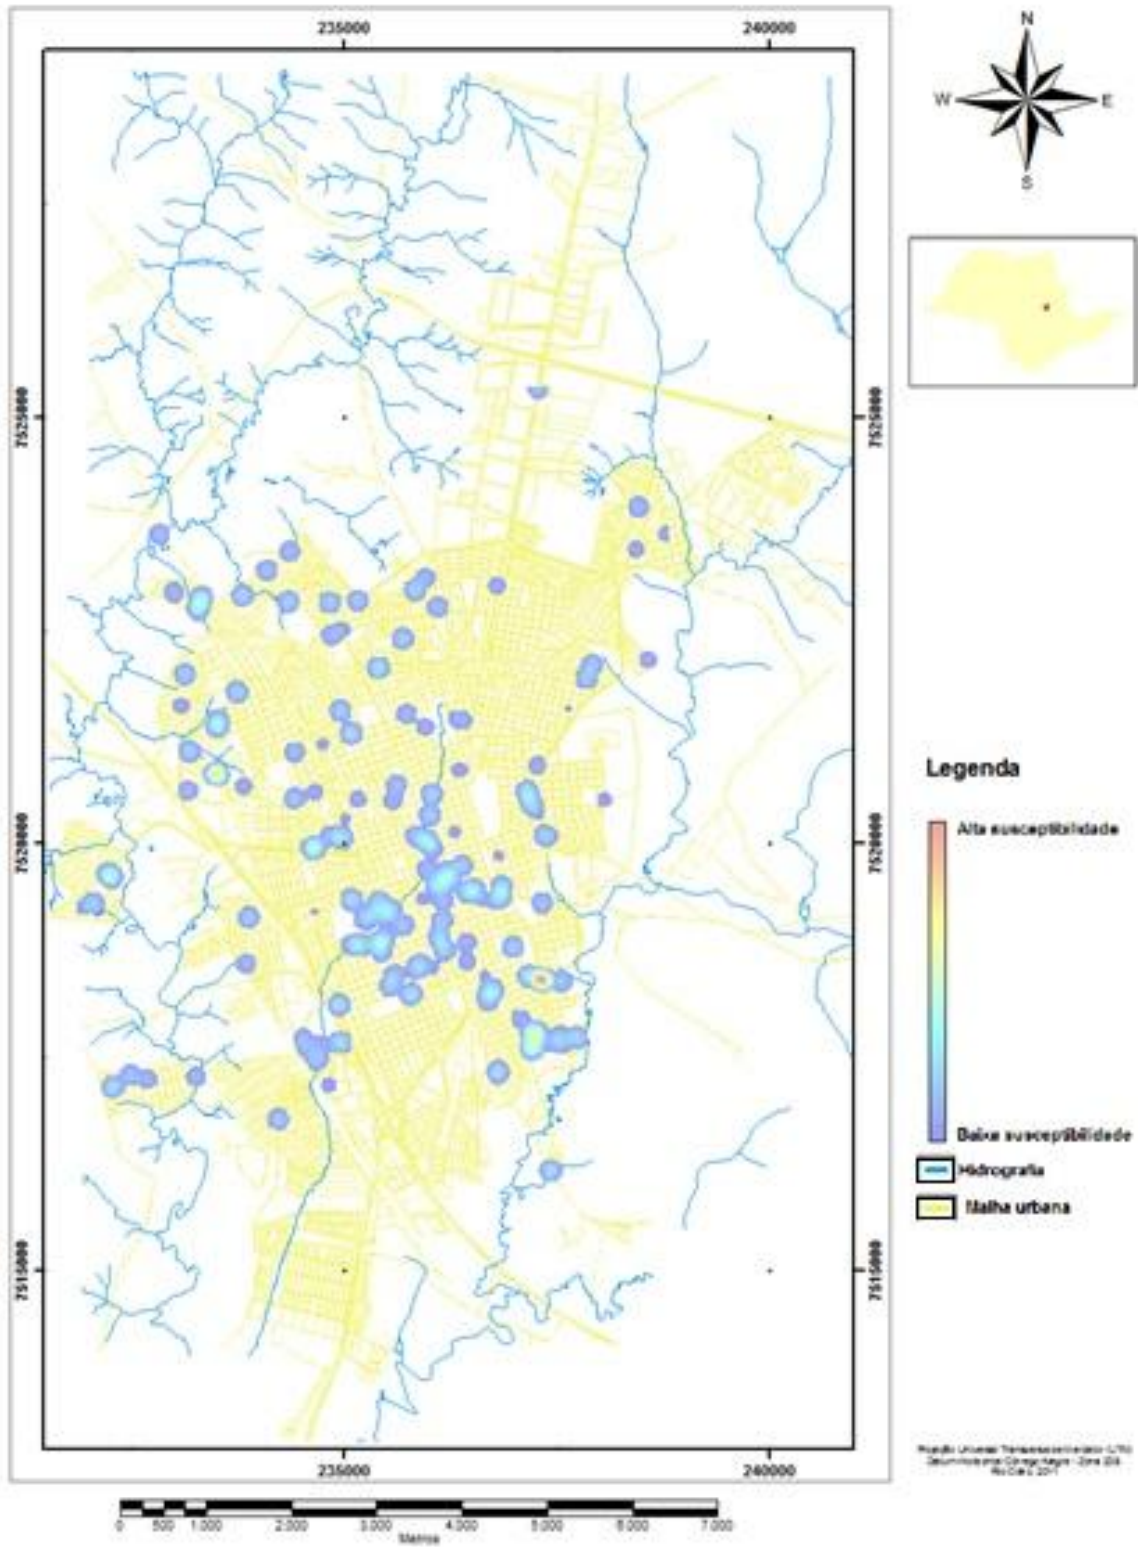 235000 240000
N
W E
S
7525000 7525000
Legenda
Alta susceptibilidade
7520000 7520000
Baixa susceptibilidade
Hidrografia
Malha urbana
7515000 7515000
235000 240000
0 500 1.000 2.000 3.000 4.000 5.000 6.000 7.000
Metros